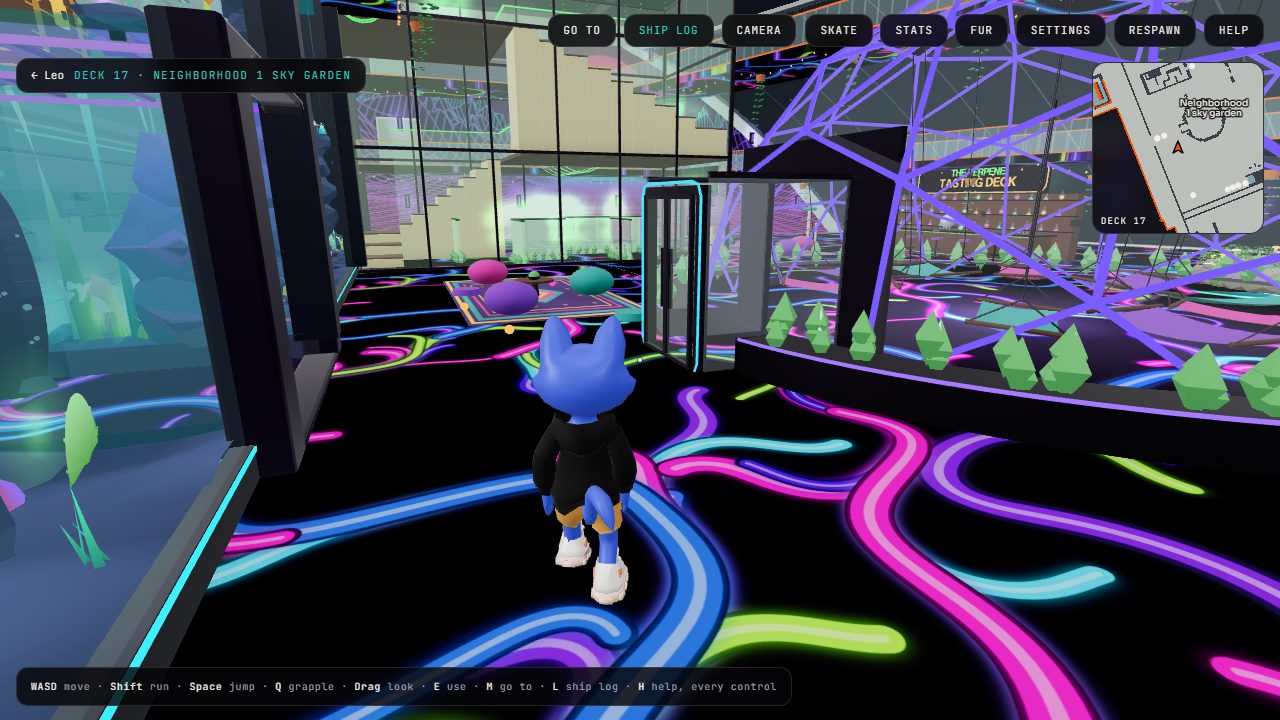 GO TO
SHIP LOG
CAMERA
SKATE
STATS
FUR
SETTINGS
RESPAWN
HELP
← Leo DECK 17 · NEIGHBORHOOD 1 SKY GARDEN
Neighborhood
1 sky garden
DECK 17
THE TERPENE
TASTING DECK
WASD move · Shift run · Space jump · Q grapple · Drag look · E use · M go to · L ship log · H help, every control